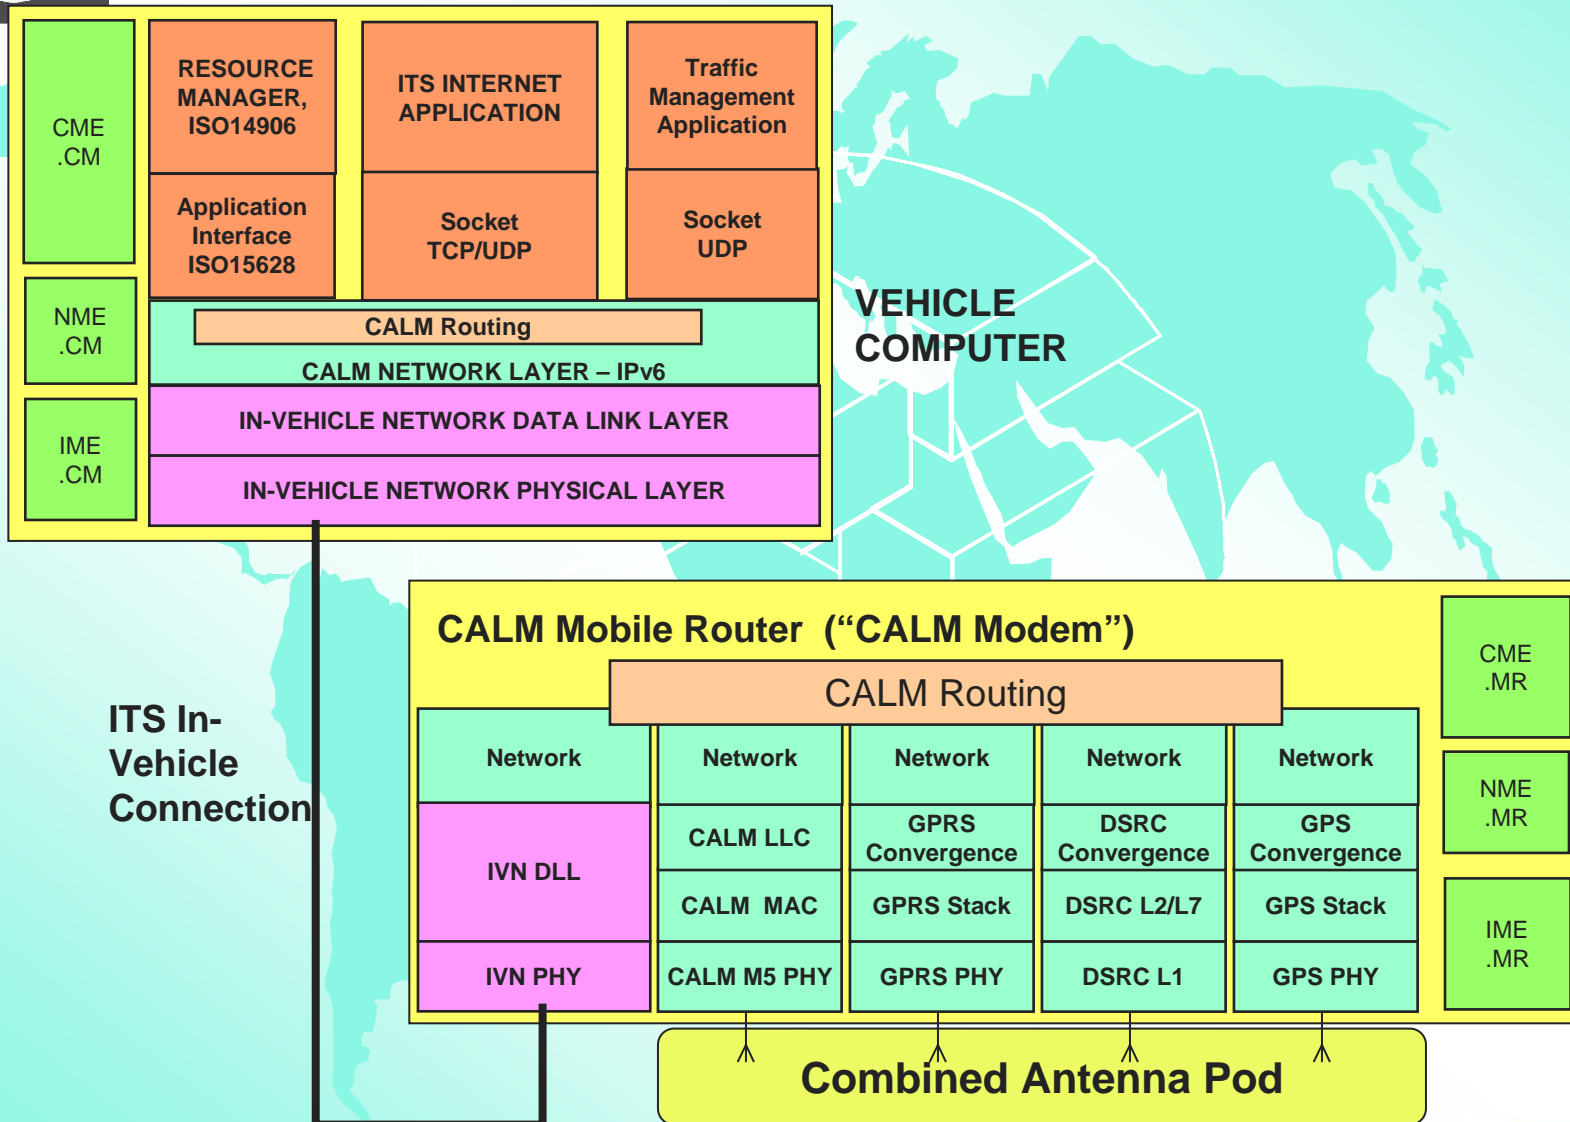 CME
.CM
RESOURCE
MANAGER,
ISO14906
ITS INTERNET
APPLICATION
Traffic
Management
Application
Application
Interface
ISO15628
Socket
TCP/UDP
Socket
UDP
NME
.CM
CALM Routing
CALM NETWORK LAYER – IPv6
IME
.CM
IN-VEHICLE NETWORK DATA LINK LAYER
IN-VEHICLE NETWORK PHYSICAL LAYER
VEHICLE
COMPUTER
ITS In-
Vehicle
Connection
CALM Mobile Router (“CALM Modem”)
CALM Routing
Network
Network
Network
Network
Network
IVN DLL
CALM LLC
GPRS
Convergence
DSRC
Convergence
GPS
Convergence
CALM MAC
GPRS Stack
DSRC L2/L7
GPS Stack
IVN PHY
CALM M5 PHY
GPRS PHY
DSRC L1
GPS PHY
CME
.MR
NME
.MR
IME
.MR
Combined Antenna Pod